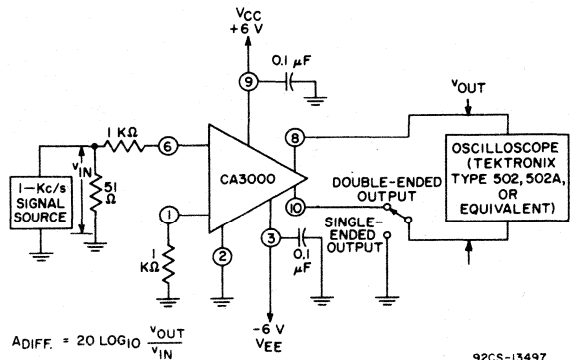 VCC
+6 V
0.1 µF
9
vOUT
1 KΩ
6
8
OSCILLOSCOPE
(TEKTRONIX
TYPE 502, 502A,
OR
EQUIVALENT)
vIN
51
Ω
CA3000
DOUBLE-ENDED
OUTPUT
1-Kc/s
SIGNAL
SOURCE
1
10
SINGLE-
ENDED
OUTPUT
1
KΩ
2
3
0.1
µF
-6 V
VEE
ADIFF. = 20 LOG10 vOUT
vIN
92CS-13497